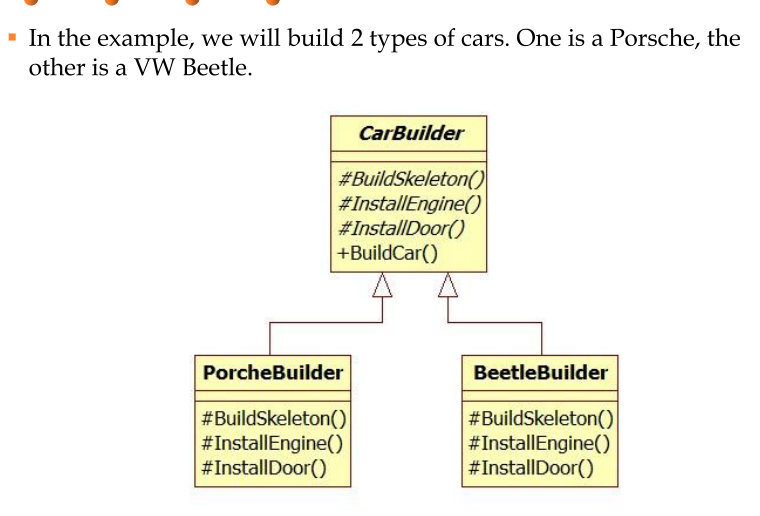 ▪ In the example, we will build 2 types of cars. One is a Porsche, the
other is a VW Beetle.
CarBuilder
#BuildSkeleton()
#InstallEngine()
#InstallDoor()
+BuildCar()
PorcheBuilder
#BuildSkeleton()
#InstallEngine()
#InstallDoor()
BeetleBuilder
#BuildSkeleton()
#InstallEngine()
#InstallDoor()